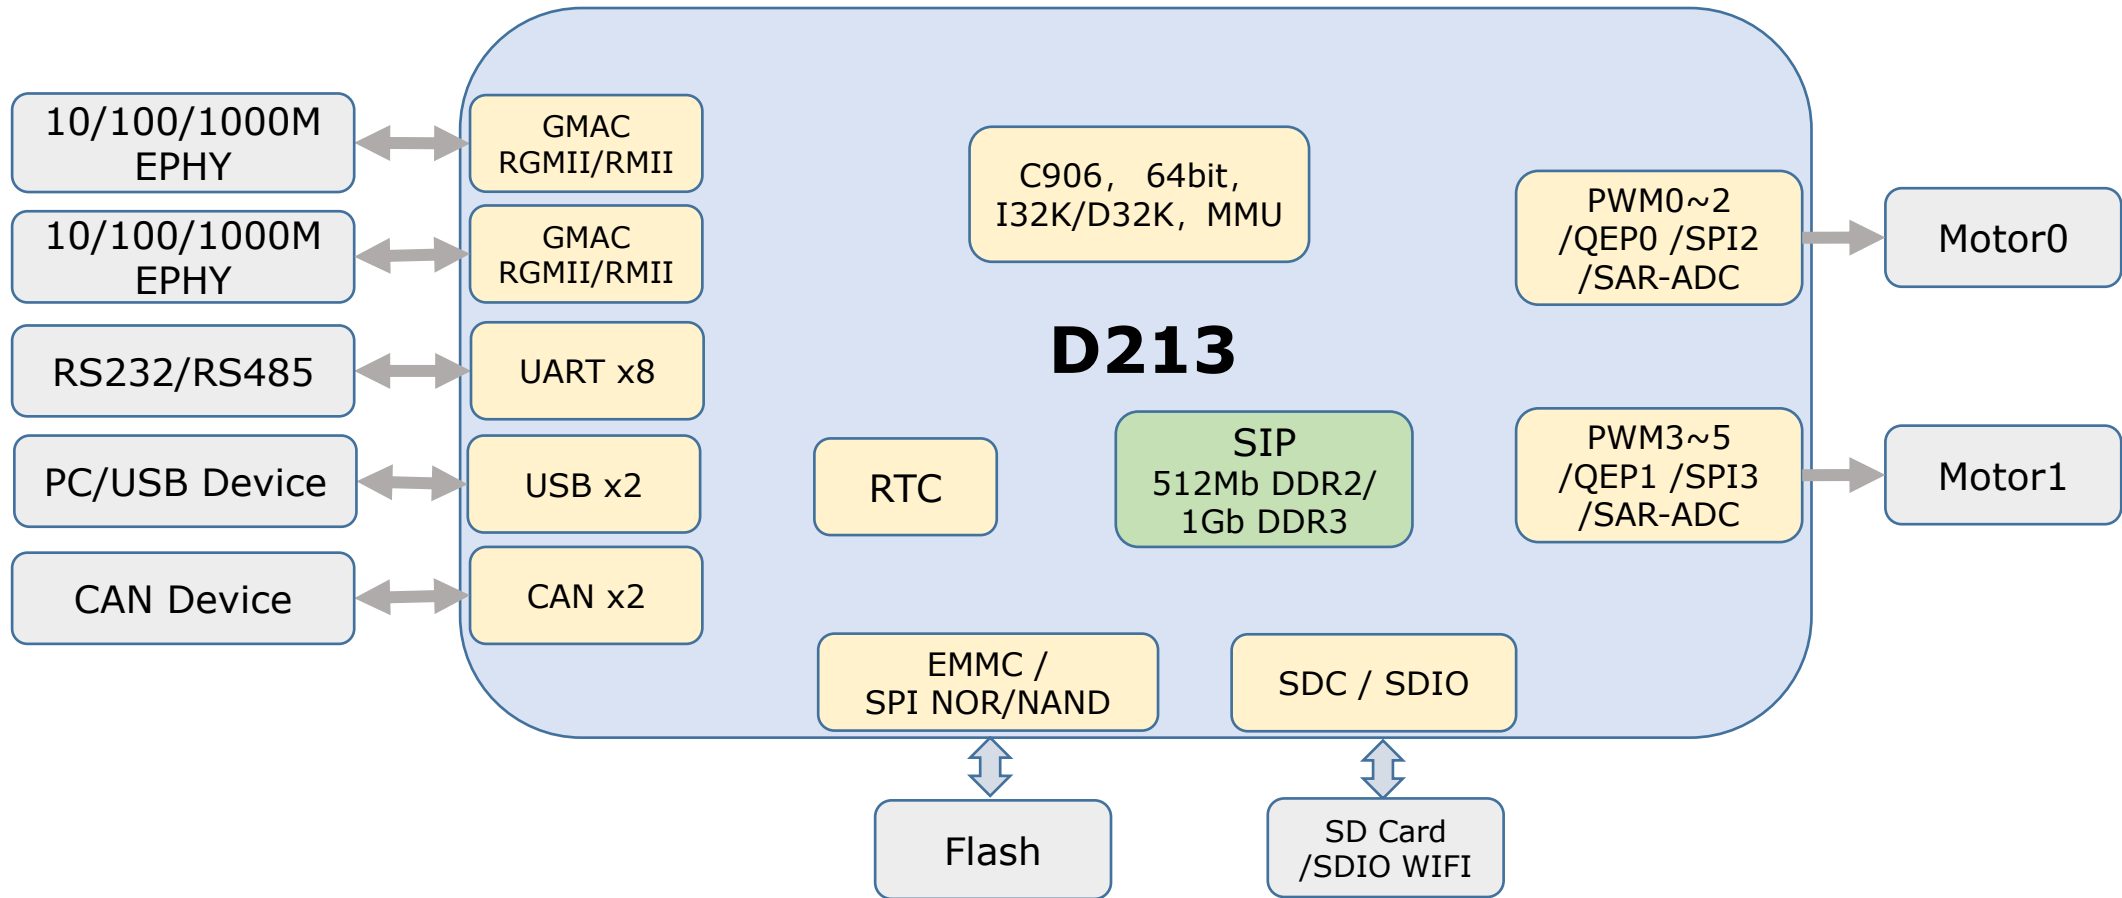 10/100/1000M
EPHY
GMAC
RGMII/RMII
10/100/1000M
EPHY
GMAC
RGMII/RMII
RS232/RS485
UART x8
PC/USB Device
USB x2
CAN Device
CAN x2
C906， 64bit，
I32K/D32K，MMU
D213
RTC
SIP
512Mb DDR2/
1Gb DDR3
PWM0~2
/QEP0 /SPI2
/SAR-ADC
Motor0
PWM3~5
/QEP1 /SPI3
/SAR-ADC
Motor1
EMMC /
SPI NOR/NAND
SDC / SDIO
Flash
SD Card
/SDIO WIFI